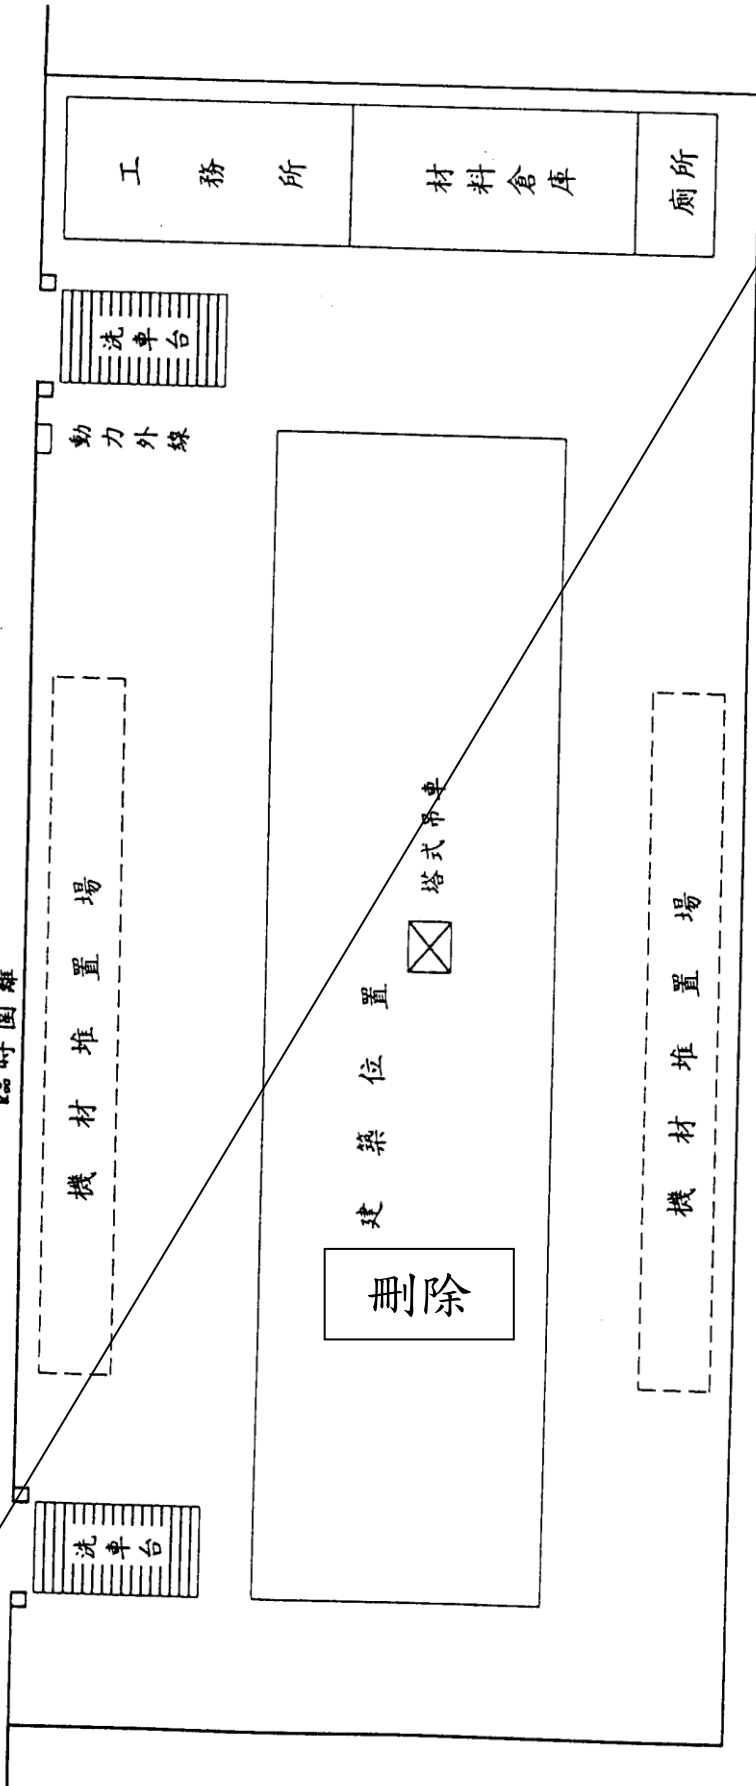 工務所
材料倉庫
廁所
洗車台
動力外線
機材堆置場
臨時圍籬
塔式吊車
建築位置
機材堆置場
刪除
洗車台